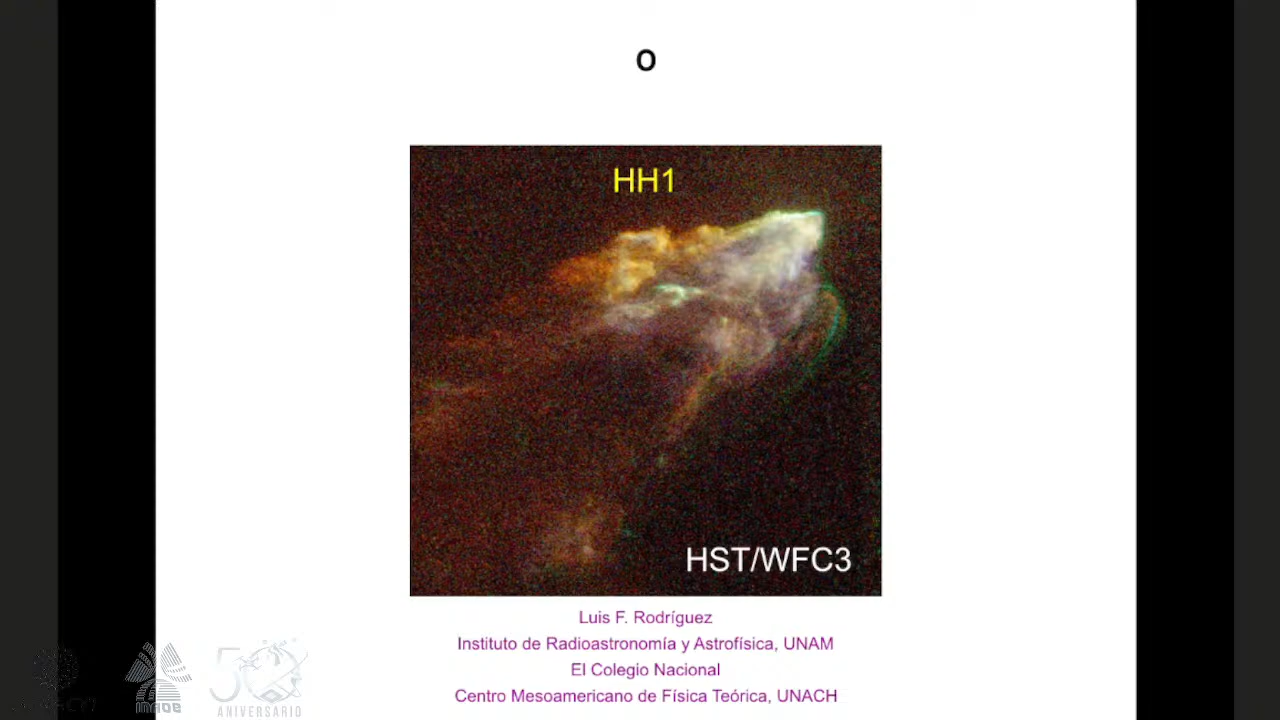 O
HH1
HST/WFC3
Luis F. Rodríguez
Instituto de Radioastronomía y Astrofísica, UNAM
El Colegio Nacional
Centro Mesoamericano de Física Teórica, UNACH
50
ANIVERSARIO